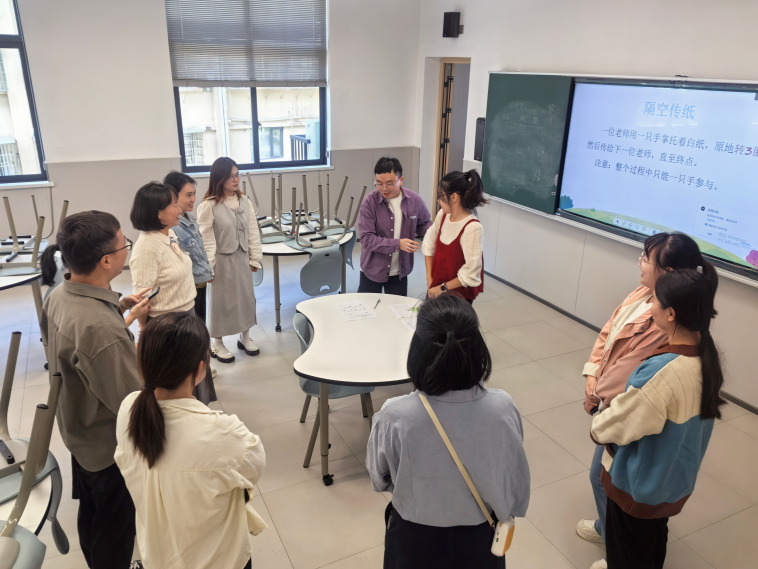 隔空传纸
一位老师用一只手掌托着白纸，原地转3圈
然后传给下一位老师，直至终点。
注意：整个过程中只能一只手参与。